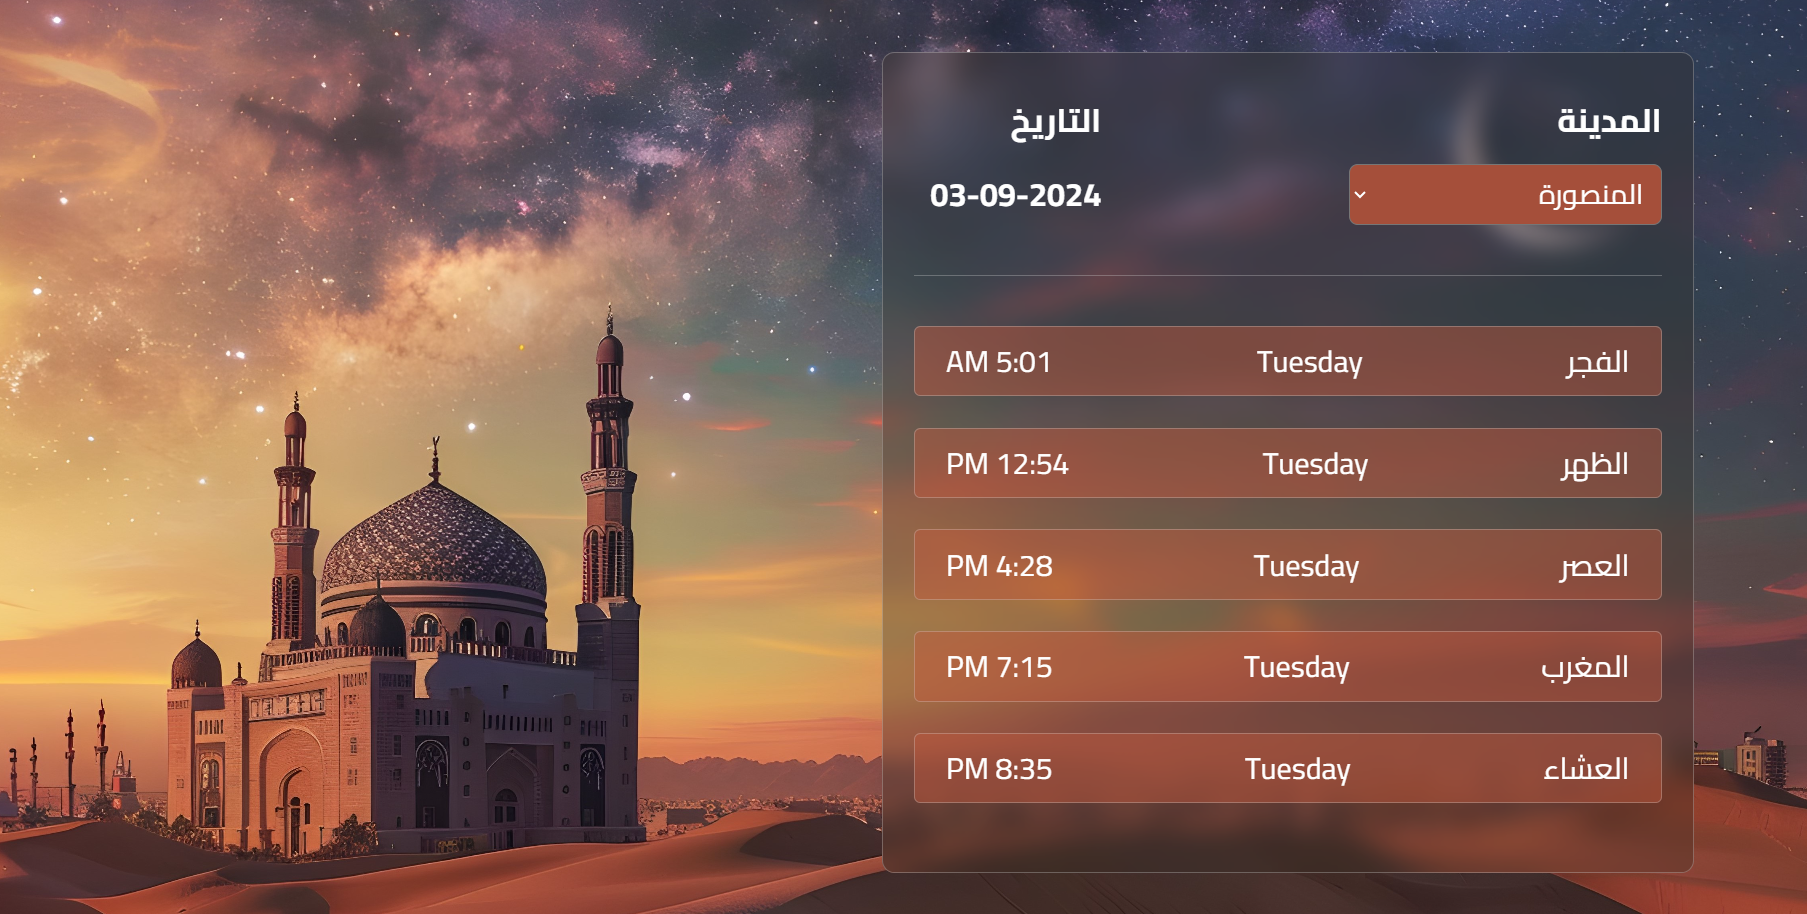 المدينة التاريخ
المنصورة 03-09-2024
الفجر Tuesday AM 5:01
الظهر Tuesday PM 12:54
العصر Tuesday PM 4:28
المغرب Tuesday PM 7:15
العشاء Tuesday PM 8:35